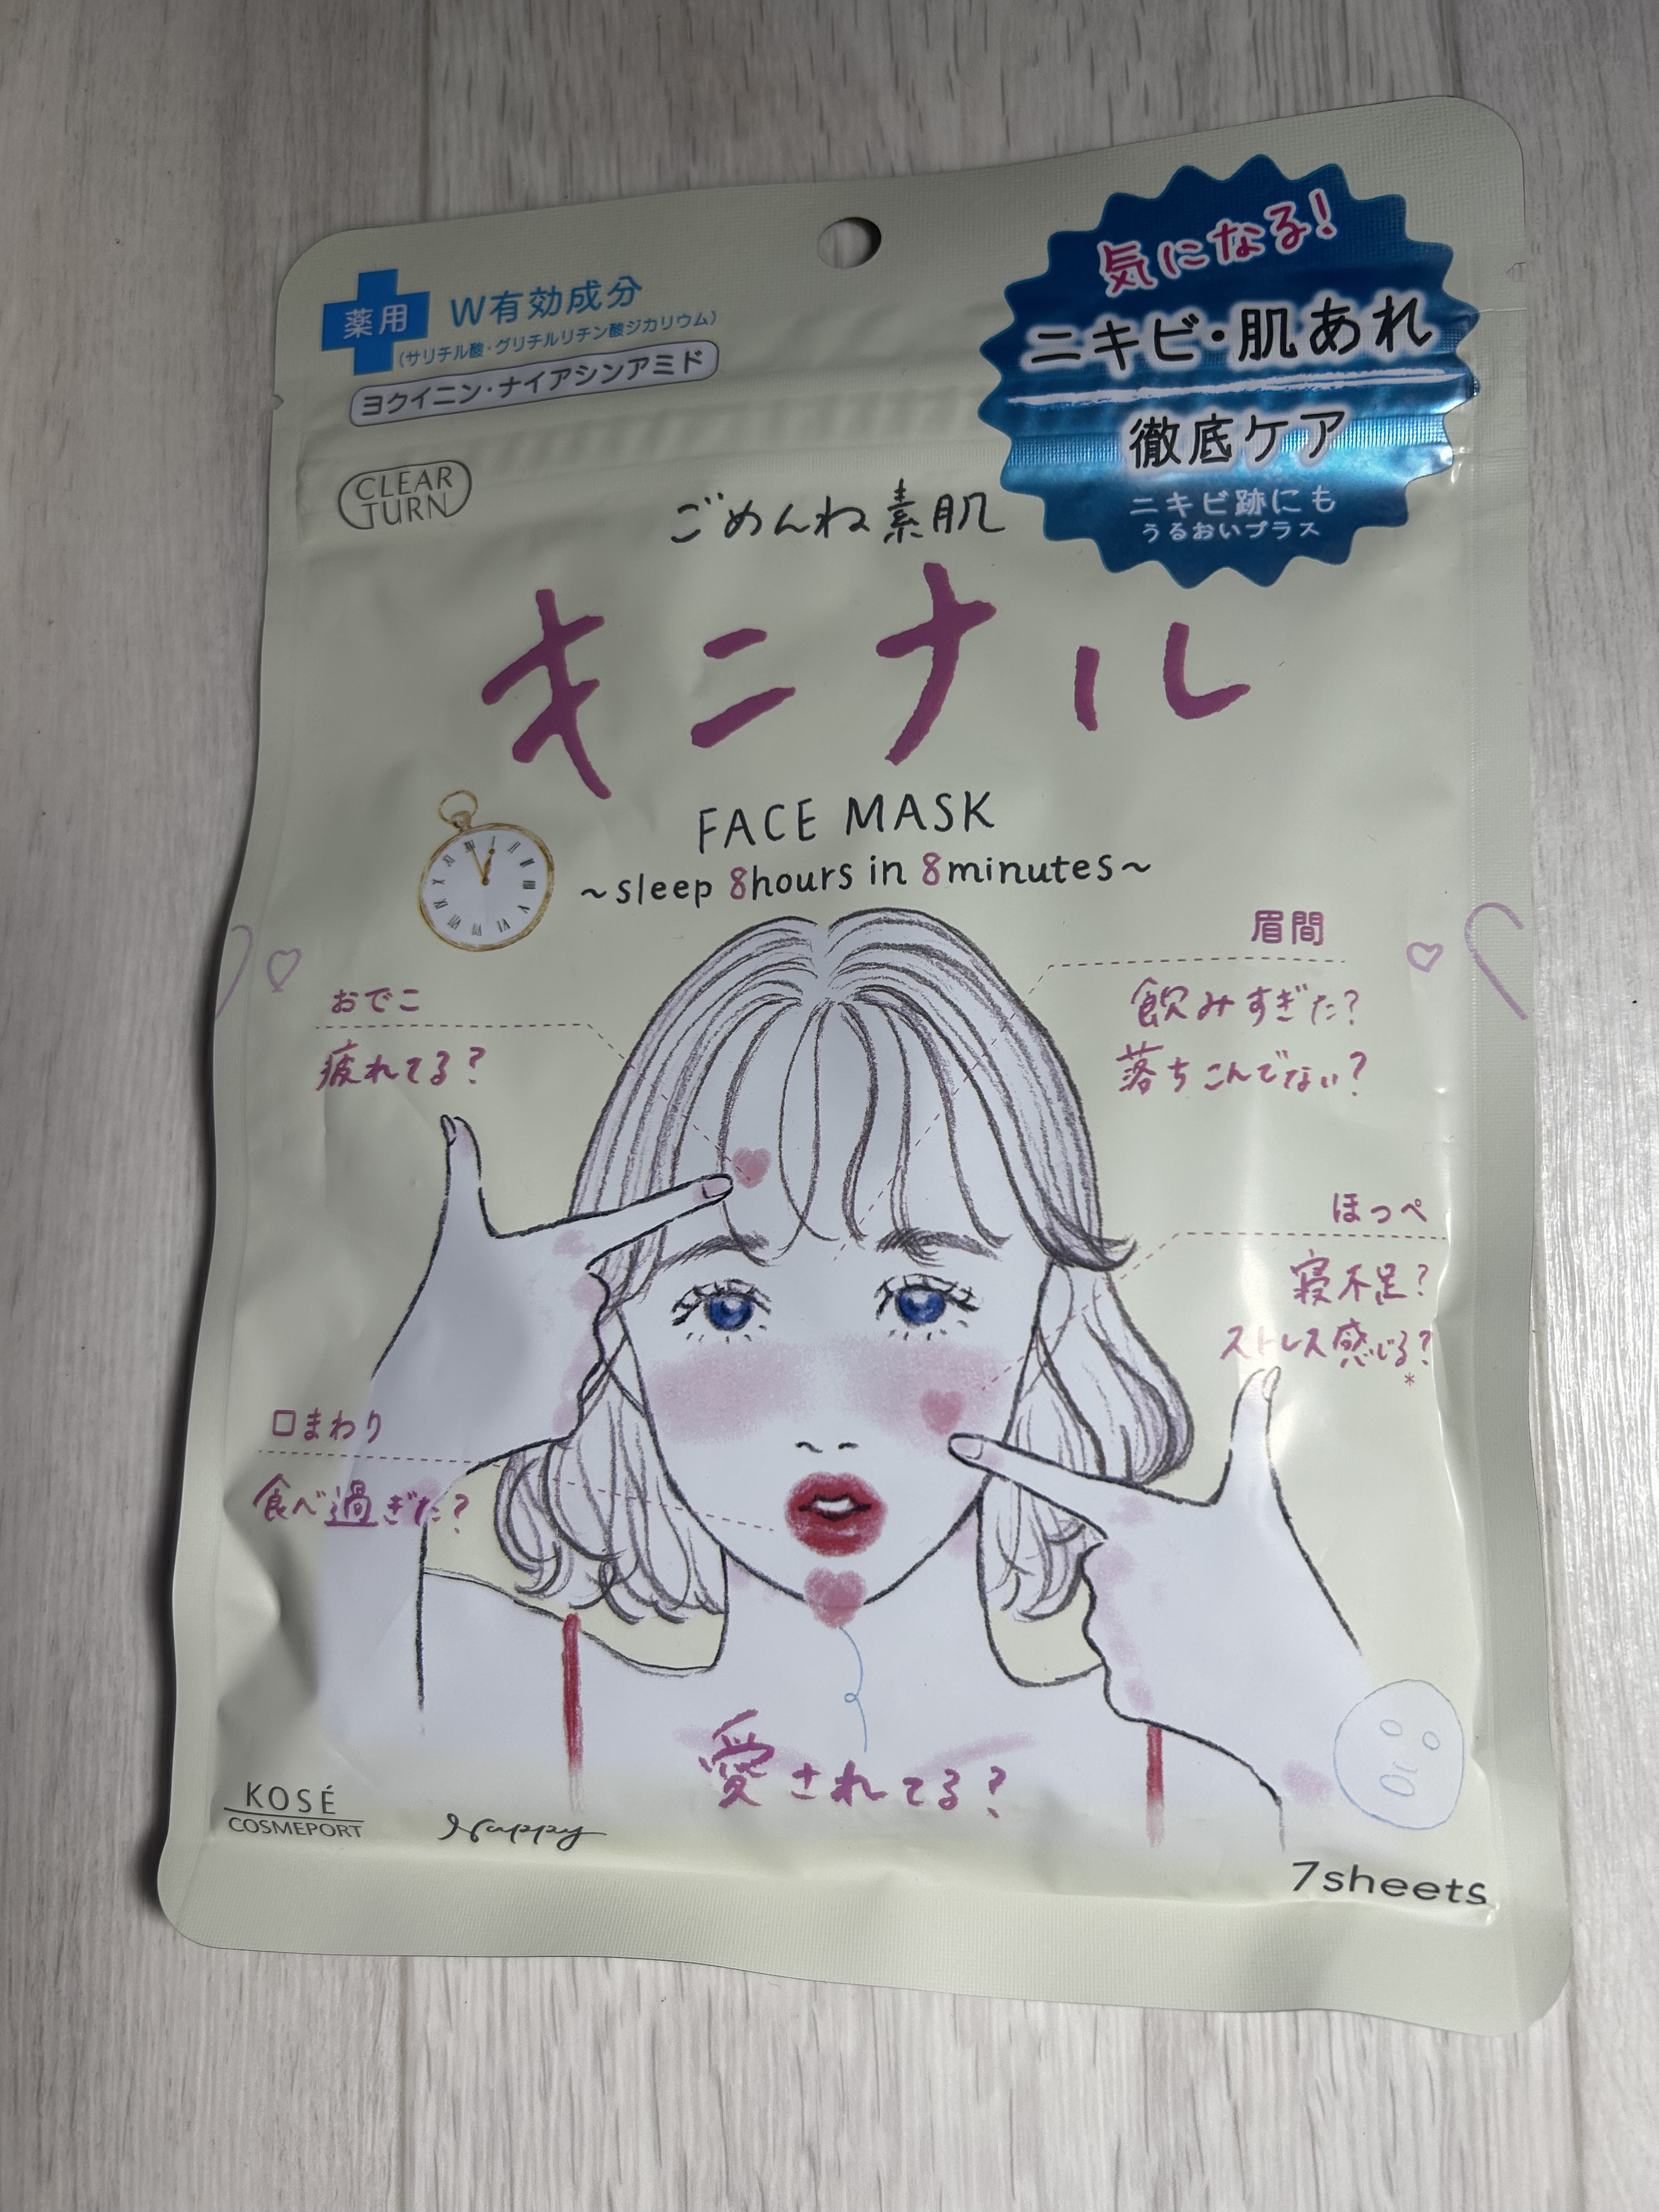 薬用
W有効成分
(サリチル酸・グリチルリチン酸ジカリウム)
ヨクイニン・ナイアシンアミド
気になる!
ニキビ・肌あれ
徹底ケア
ニキビ跡にも
うるおいプラス
CLEAR
TURN
ごめんね素肌
キニナル
FACE MASK
~sleep 8hours in 8minutes~
眉間
飲みすぎた?
落ちこんでない?
おでこ
疲れてる?
ほっぺ
寝不足?
ストレス感じる?
*
口まわり
食べ過ぎた?
愛されてる?
KOSÉ
COSMEPORT
Nappy
7sheets